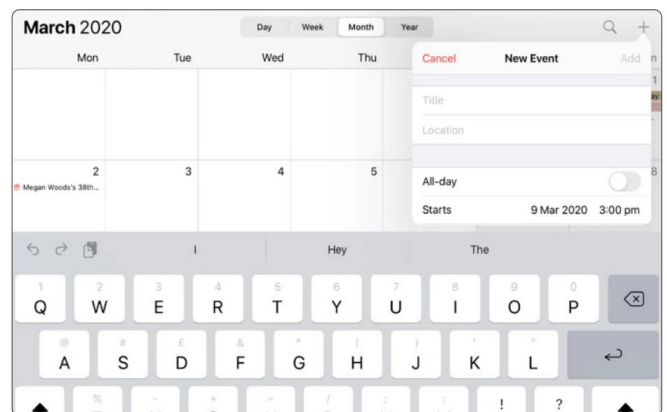 March 2020 Day Week Month Year
Mon Tue Wed Thu
Cancel New Event Add n
1
Title
Location
2 3 4 5 8
Megan Woods's 38th...
All-day
Starts 9 Mar 2020 3:00 pm
I Hey The
1 2 3 4 5 6 7 8 9 0
Q W E R T Y U I O P
@ # £ & * ( ) ' "
A S D F G H J K L
% - + = / ; : ! ?